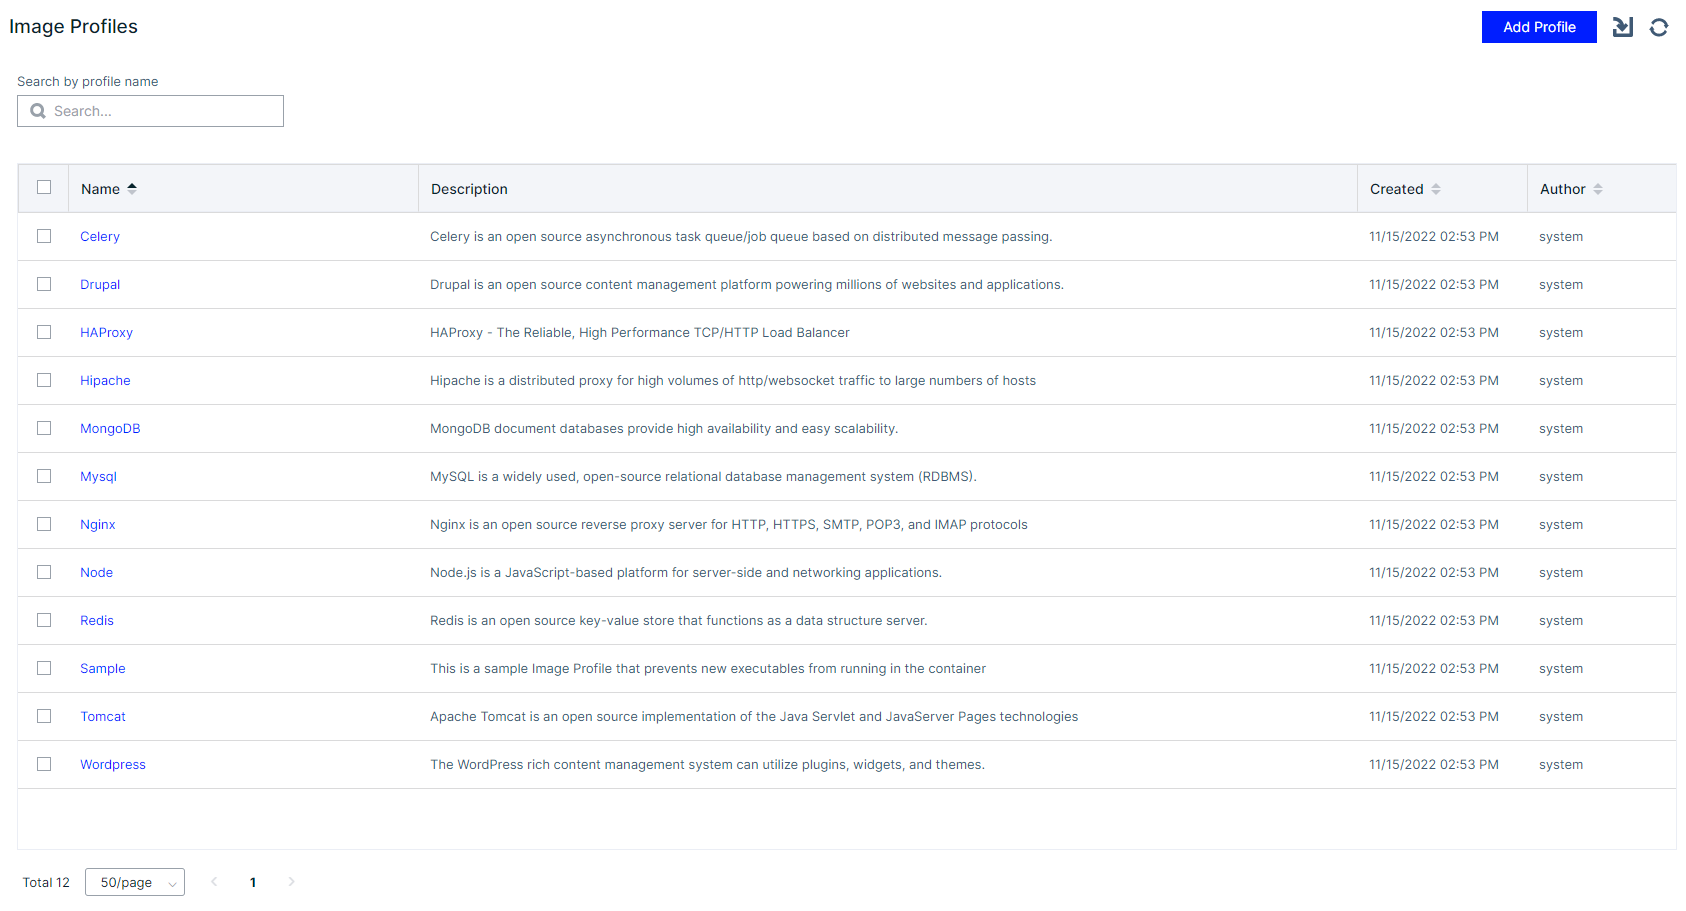 Image Profiles
Add Profile
Search by profile name
Search...
Name Description Created Author
Celery Celery is an open source asynchronous task queue/job queue based on distributed message passing. 11/15/2022 02:53 PM system
Drupal Drupal is an open source content management platform powering millions of websites and applications. 11/15/2022 02:53 PM system
HAProxy HAProxy - The Reliable, High Performance TCP/HTTP Load Balancer 11/15/2022 02:53 PM system
Hipache Hipache is a distributed proxy for high volumes of http/websocket traffic to large numbers of hosts 11/15/2022 02:53 PM system
MongoDB MongoDB document databases provide high availability and easy scalability. 11/15/2022 02:53 PM system
Mysql MySQL is a widely used, open-source relational database management system (RDBMS). 11/15/2022 02:53 PM system
Nginx Nginx is an open source reverse proxy server for HTTP, HTTPS, SMTP, POP3, and IMAP protocols 11/15/2022 02:53 PM system
Node Node.js is a JavaScript-based platform for server-side and networking applications. 11/15/2022 02:53 PM system
Redis Redis is an open source key-value store that functions as a data structure server. 11/15/2022 02:53 PM system
Sample This is a sample Image Profile that prevents new executables from running in the container 11/15/2022 02:53 PM system
Tomcat Apache Tomcat is an open source implementation of the Java Servlet and JavaServer Pages technologies 11/15/2022 02:53 PM system
Wordpress The WordPress rich content management system can utilize plugins, widgets, and themes. 11/15/2022 02:53 PM system
Total 12 50/page 1